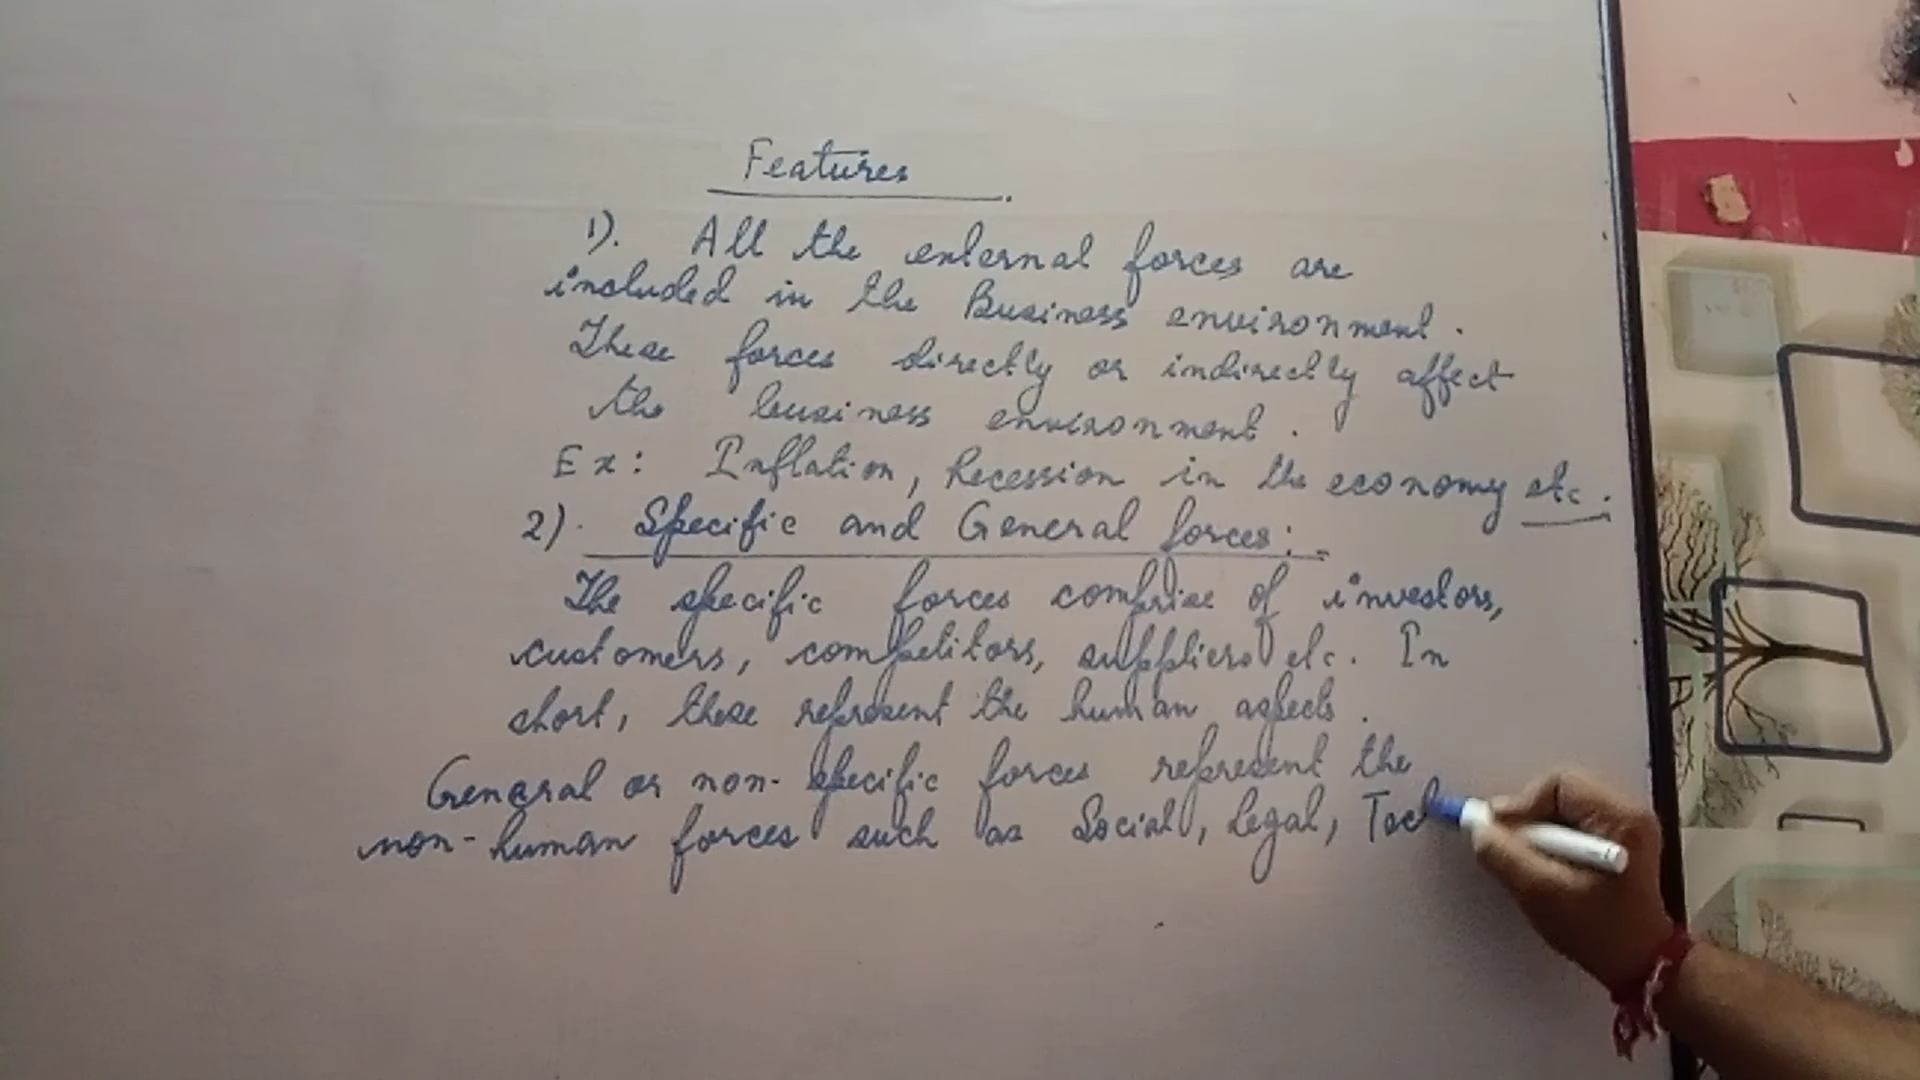 Features
1). All the external forces are
included in the Business environment.
These forces directly or indirectly affect
the business environment.
Ex: Inflation, Recession in the economy etc.
2). Specific and General forces:-
The specific forces comprise of investors,
customers, competitors, suppliers etc. In
short, these represent the human aspects.
General or non-specific forces represent the
non-human forces such as Social, Legal, Tech